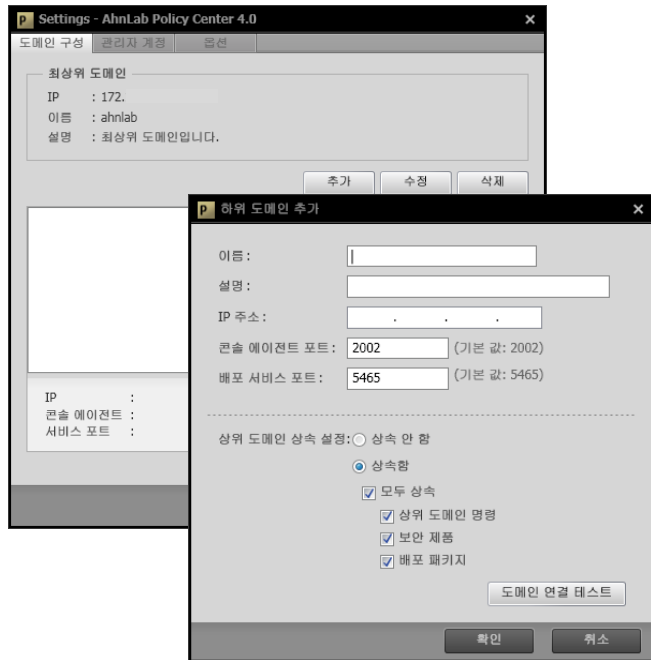 Settings - AhnLab Policy Center 4.0
도메인 구성 관리자 계정 옵션
최상위 도메인
IP : 172.
이름 : ahnlab
설명 : 최상위 도메인입니다.
추가 수정 삭제
IP :
콘솔 에이전트 :
서비스 포트 :
하위 도메인 추가
이름 :
설명 :
IP 주소 : . . .
콘솔 에이전트 포트 : 2002 (기본 값: 2002)
배포 서비스 포트 : 5465 (기본 값: 5465)
상위 도메인 상속 설정: 상속 안 함
상속함
모두 상속
상위 도메인 명령
보안 제품
배포 패키지
도메인 연결 테스트
확인 취소